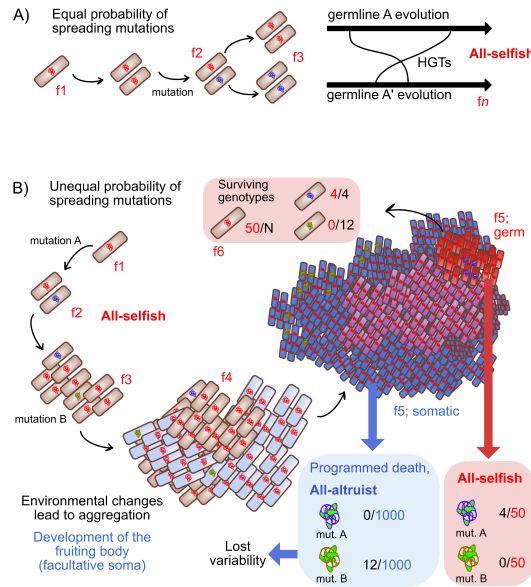 A) Equal probability of
spreading mutations
f1
mutation
f2
f3
germline A evolution
HGTs
All-selfish
germline A' evolution
fn
B) Unequal probability of
spreading mutations
Surviving
genotypes
4/4
50/N
0/12
f6
f5;
germ
mutation A
f1
f2
All-selfish
f3
mutation B
f4
f5; somatic
Environmental changes
lead to aggregation
Development of the
fruiting body
(facultative soma)
Programmed death,
All-altruist
0/1000
mut. A
12/1000
mut. B
Lost
variability
All-selfish
4/50
mut. A
0/50
mut. B